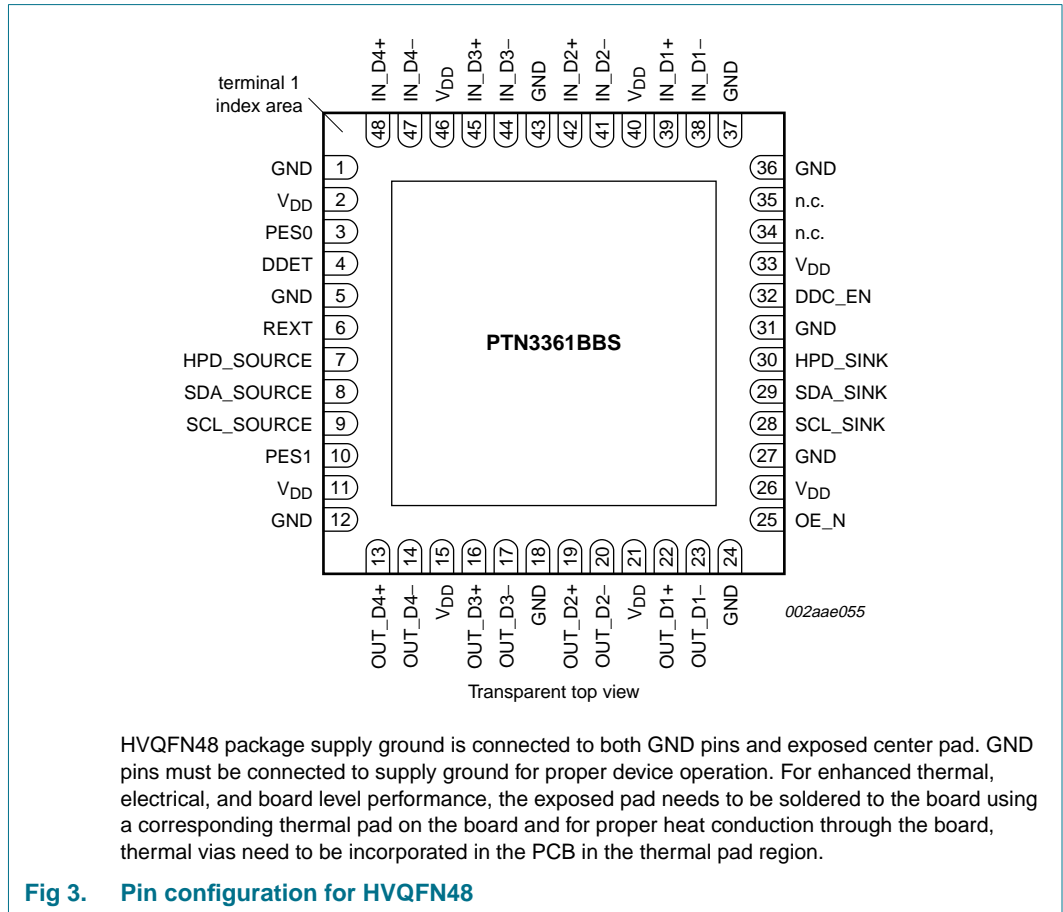 IN_D4+
IN_D4−
VDD
IN_D3+
IN_D3−
GND
IN_D2+
IN_D2−
VDD
IN_D1+
IN_D1−
GND
terminal 1
index area
48
47
46
45
44
43
42
41
40
39
38
37
GND 1
VDD 2
PES0 3
DDET 4
GND 5
REXT 6
HPD_SOURCE 7
SDA_SOURCE 8
SCL_SOURCE 9
PES1 10
VDD 11
GND 12
PTN3361BBS
36 GND
35 n.c.
34 n.c.
33 VDD
32 DDC_EN
31 GND
30 HPD_SINK
29 SDA_SINK
28 SCL_SINK
27 GND
26 VDD
25 OE_N
13
14
15
16
17
18
19
20
21
22
23
24
OUT_D4+
OUT_D4−
VDD
OUT_D3+
OUT_D3−
GND
OUT_D2+
OUT_D2−
VDD
OUT_D1+
OUT_D1−
GND
002aae055
Transparent top view
HVQFN48 package supply ground is connected to both GND pins and exposed center pad. GND
pins must be connected to supply ground for proper device operation. For enhanced thermal,
electrical, and board level performance, the exposed pad needs to be soldered to the board using
a corresponding thermal pad on the board and for proper heat conduction through the board,
thermal vias need to be incorporated in the PCB in the thermal pad region.
Fig 3. Pin configuration for HVQFN48